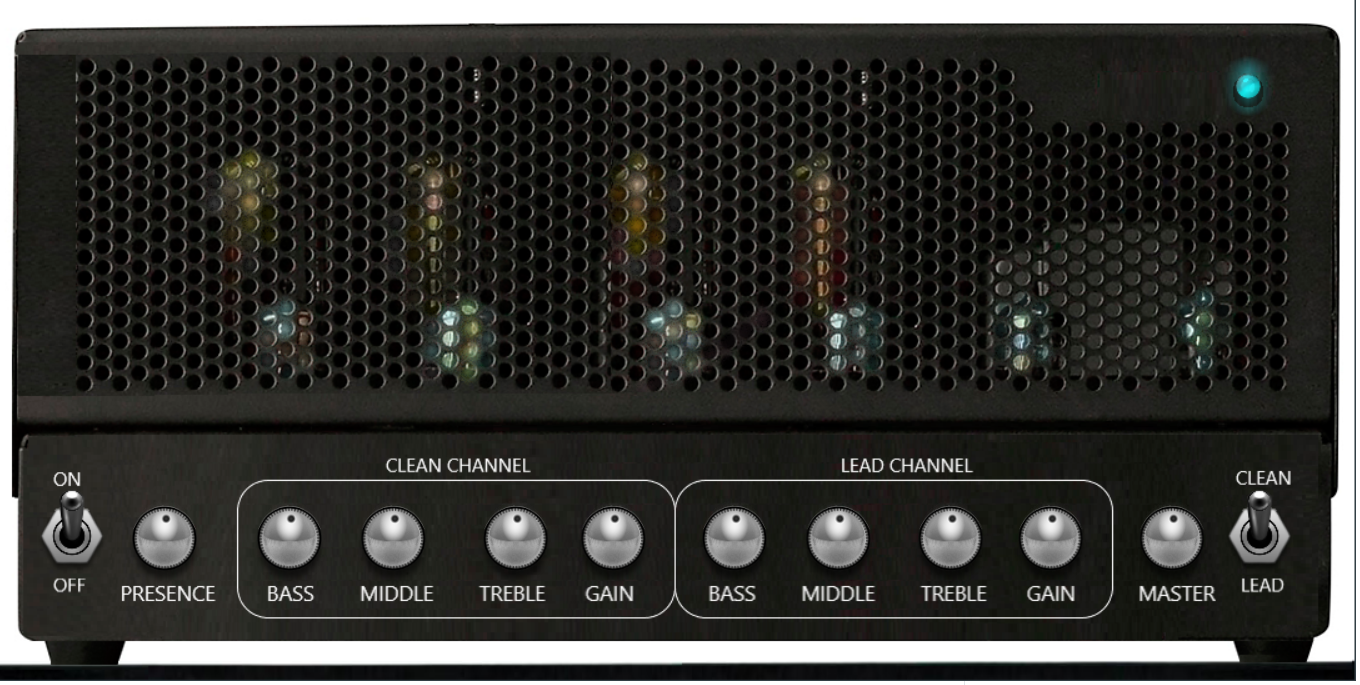 CLEAN CHANNEL
LEAD CHANNEL
ON
CLEAN
OFF
PRESENCE
BASS
MIDDLE
TREBLE
GAIN
BASS
MIDDLE
TREBLE
GAIN
MASTER
LEAD